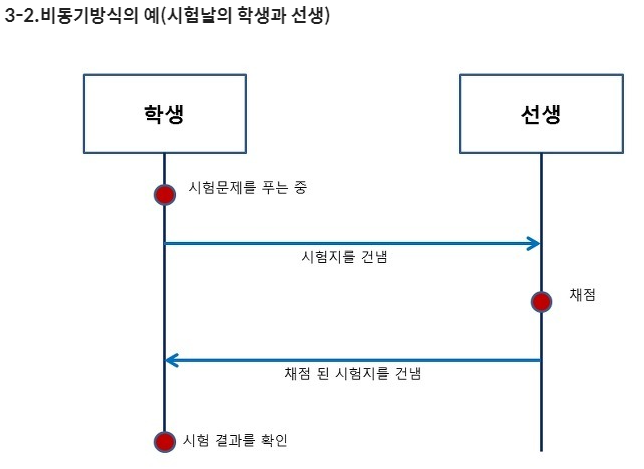 3-2.비동기방식의 예(시험날의 학생과 선생)
학생
선생
시험문제를 푸는 중
시험지를 건냄
채점
채점 된 시험지를 건냄
시험 결과를 확인